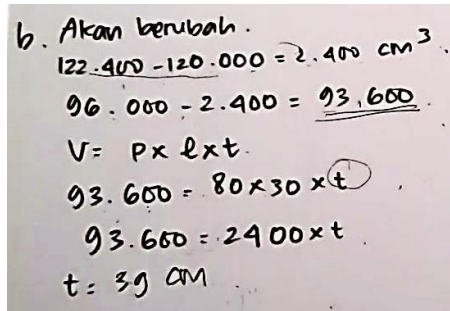 b. Akan berubah.
122.400 - 120.000 = 2.400 cm³.
96.000 - 2.400 = 93.600.
V = p x l x t.
93.600 = 80 x 30 x t.
93.600 = 2400 x t.
t = 39 cm